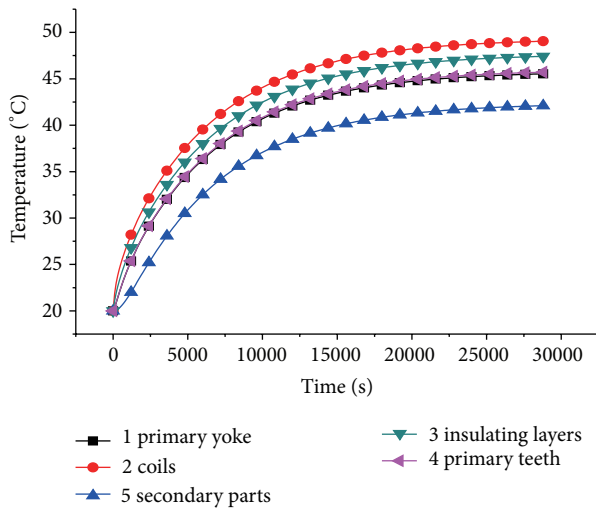 Temperature (°C)
50
45
40
35
30
25
20
0
5000
10000
15000
20000
25000
30000
Time (s)
1 primary yoke
2 coils
5 secondary parts
3 insulating layers
4 primary teeth